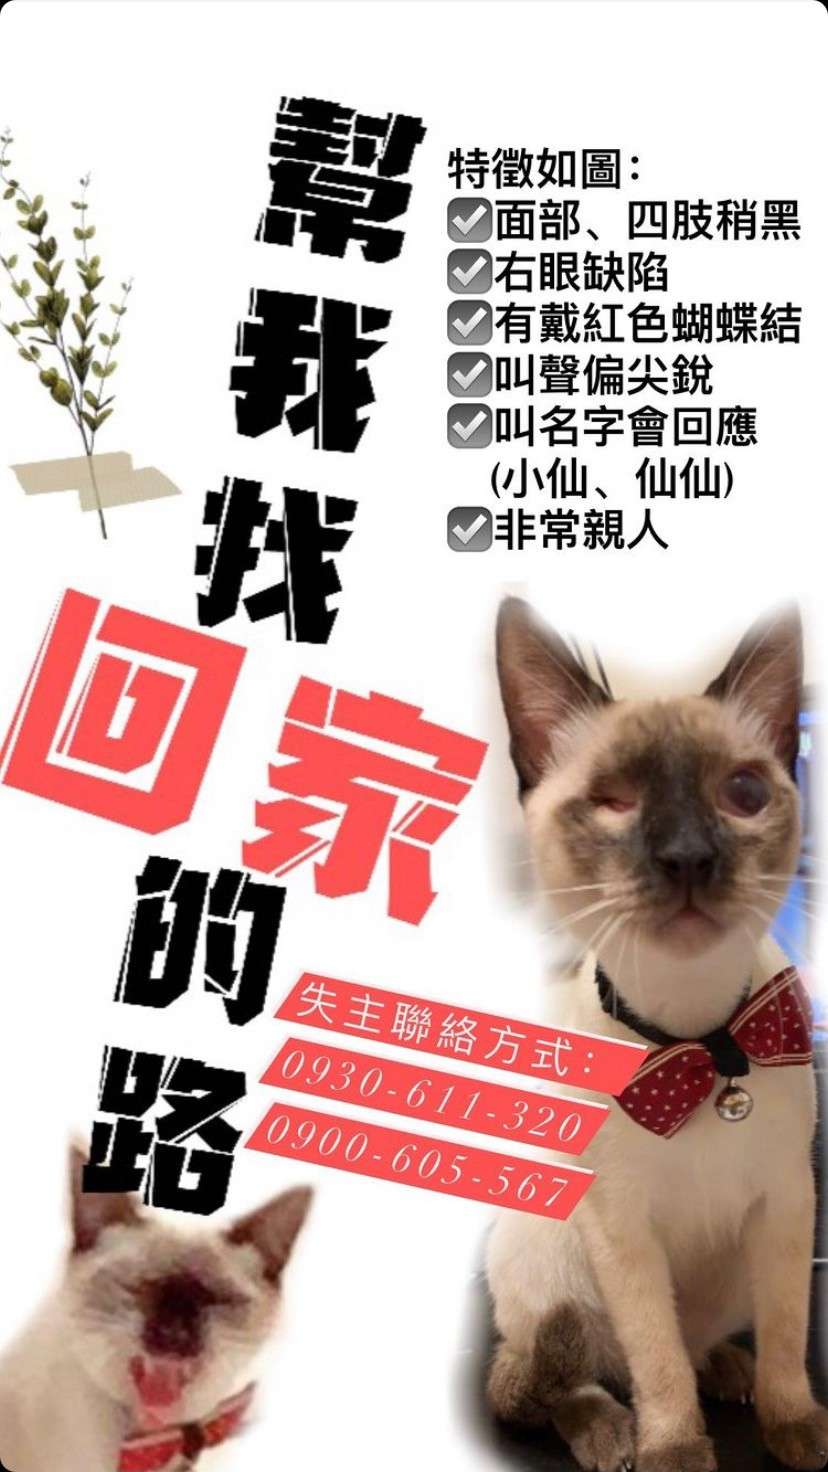 幫我找回家的路
特徵如圖：
☑面部、四肢稍黑
☑右眼缺陷
☑有戴紅色蝴蝶結
☑叫聲偏尖銳
☑叫名字會回應
(小仙、仙仙)
☑非常親人
失主聯絡方式：
0930-611-320
0900-605-567